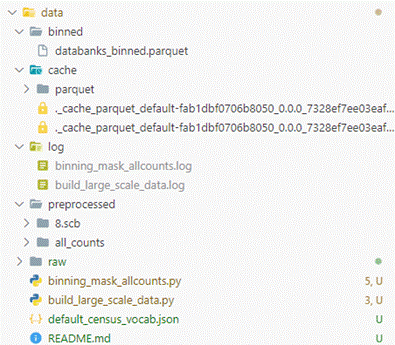 data
binned
databanks_binned.parquet
cache
parquet
._cache_parquet_default-fab1dbf0706b8050_0.0.0_7328ef7ee03eaf...
._cache_parquet_default-fab1dbf0706b8050_0.0.0_7328ef7ee03eaf...
log
binning_mask_allcounts.log
build_large_scale_data.log
preprocessed
8.scb
all_counts
raw
binning_mask_allcounts.py 5, U
build_large_scale_data.py 3, U
default_census_vocab.json U
README.md U